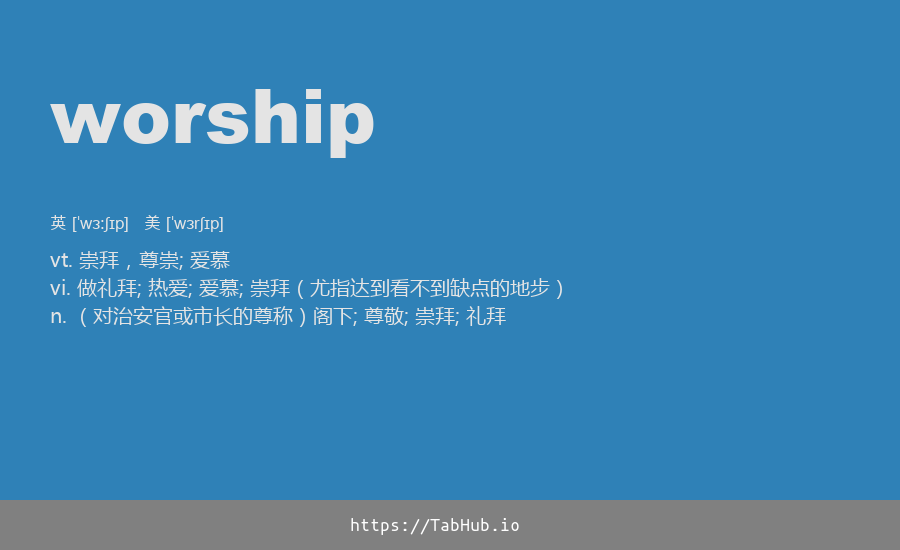 worship
英 [ˈwɜːʃɪp] 美 [ˈwɜrʃɪp]
vt. 崇拜，尊崇; 爱慕
vi. 做礼拜; 热爱; 爱慕; 崇拜（尤指达到看不到缺点的地步）
n. （对治安官或市长的尊称）阁下; 尊敬; 崇拜; 礼拜
https://TabHub.io